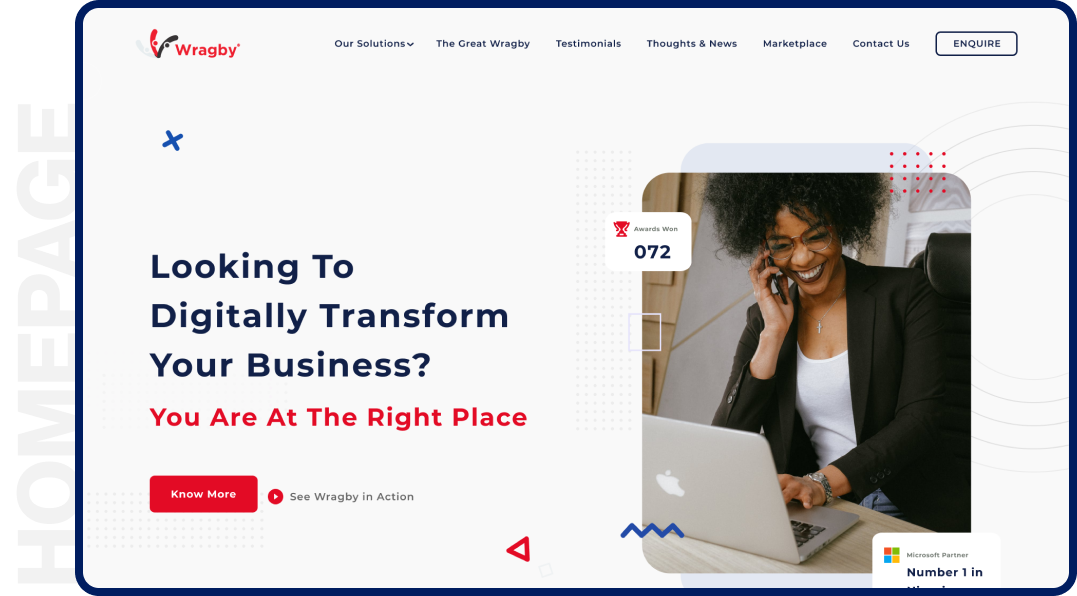 HOMEPAGE
Wragby
Our Solutions
The Great Wragby
Testimonials
Thoughts & News
Marketplace
Contact Us
ENQUIRE
Looking To
Digitally Transform
Your Business?
You Are At The Right Place
Know More
See Wragby in Action
Awards Won
072
Microsoft Partner
Number 1 in